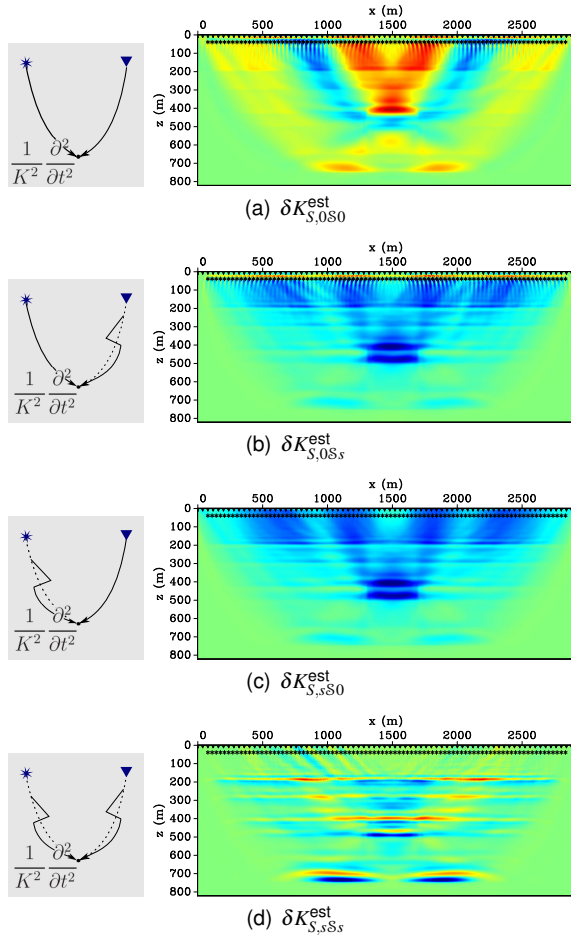 x (m)
0 500 1000 1500 2000 2500
z (m)
0
100
200
300
400
500
600
700
800
1/K² ∂²/∂t²
(a) δK^est_{S,0𝕊0}
x (m)
0 500 1000 1500 2000 2500
z (m)
0
100
200
300
400
500
600
700
800
1/K² ∂²/∂t²
(b) δK^est_{S,0𝕊s}
x (m)
0 500 1000 1500 2000 2500
z (m)
0
100
200
300
400
500
600
700
800
1/K² ∂²/∂t²
(c) δK^est_{S,s𝕊0}
x (m)
0 500 1000 1500 2000 2500
z (m)
0
100
200
300
400
500
600
700
800
1/K² ∂²/∂t²
(d) δK^est_{S,s𝕊s}